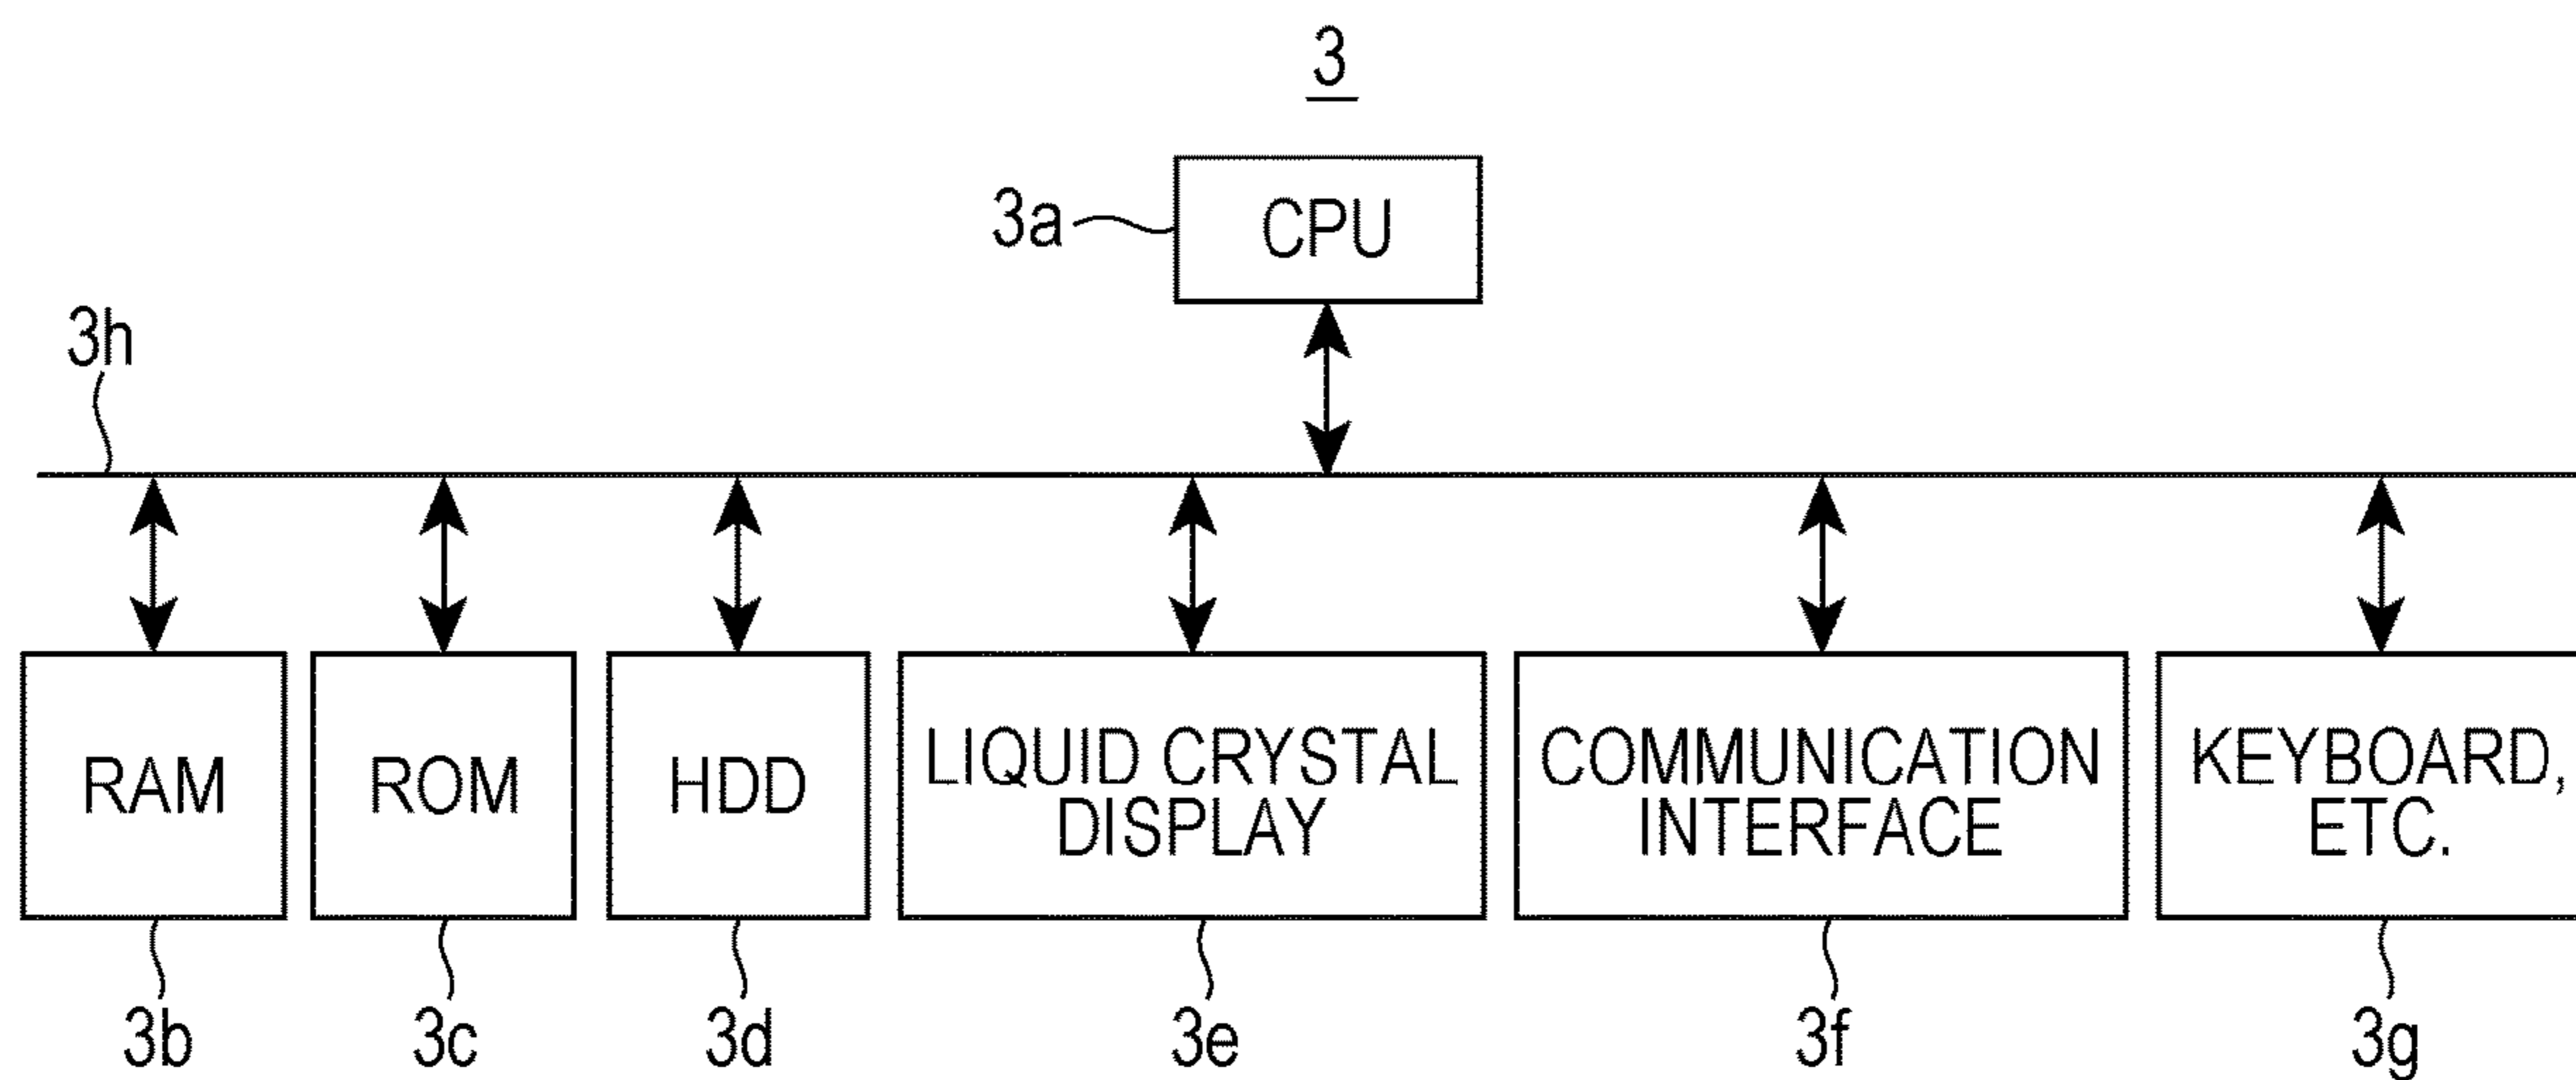 3
3a
CPU
3h
RAM
ROM
HDD
LIQUID CRYSTAL
DISPLAY
COMMUNICATION
INTERFACE
KEYBOARD,
ETC.
3b
3c
3d
3e
3f
3g